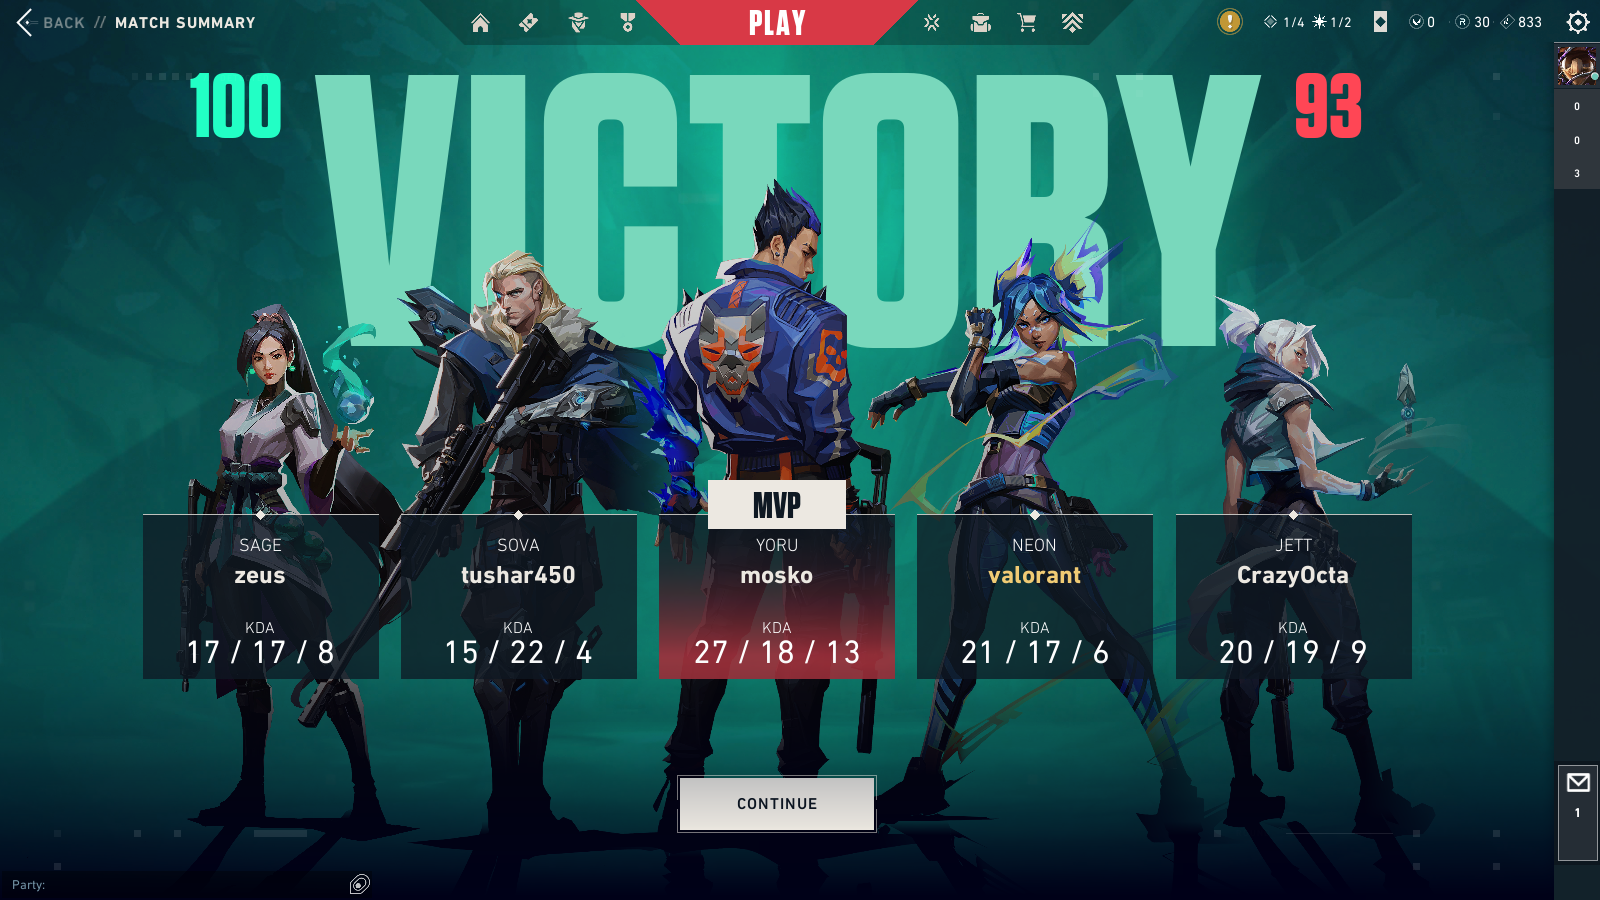 BACK // MATCH SUMMARY
PLAY
1/4
1/2
0
30
833
100
VICTORY
93
0
0
3
MVP
SAGE
zeus
KDA
17 / 17 / 8
SOVA
tushar450
KDA
15 / 22 / 4
YORU
mosko
KDA
27 / 18 / 13
NEON
valorant
KDA
21 / 17 / 6
JETT
CrazyOcta
KDA
20 / 19 / 9
CONTINUE
1
Party: